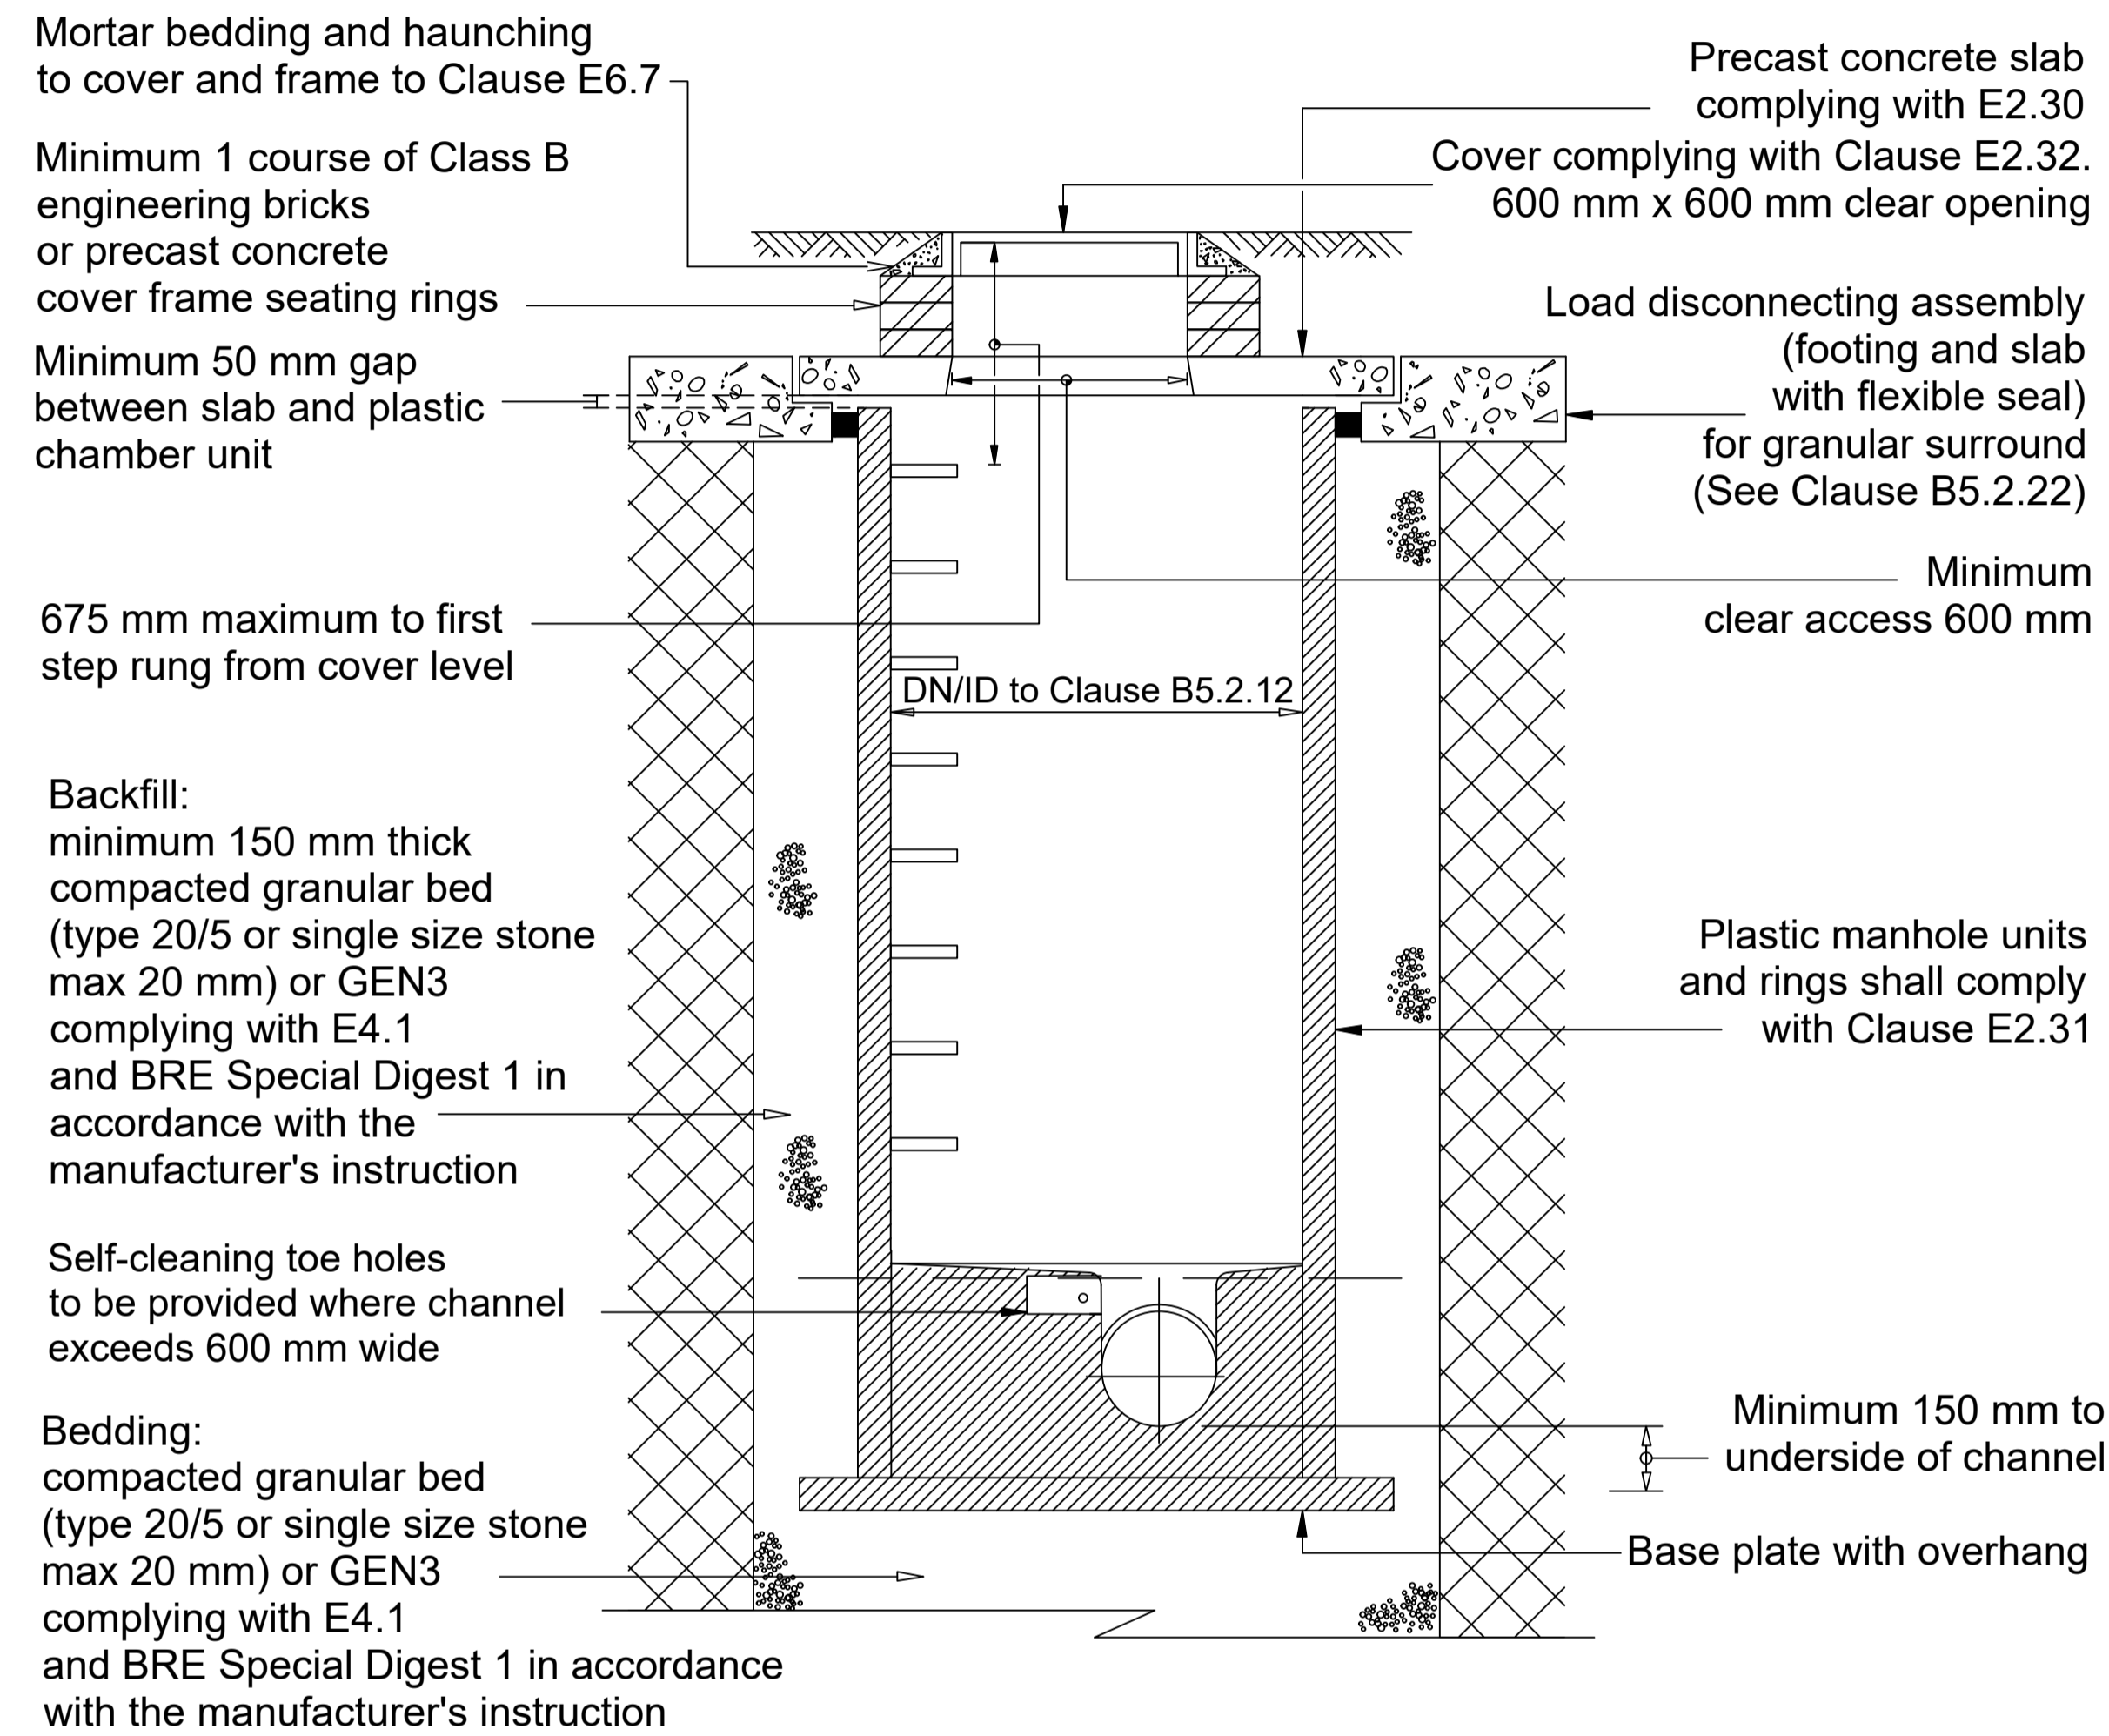 Mortar bedding and haunching
to cover and frame to Clause E6.7
Minimum 1 course of Class B
engineering bricks
or precast concrete
cover frame seating rings
Minimum 50 mm gap
between slab and plastic
chamber unit
675 mm maximum to first
step rung from cover level
Backfill:
minimum 150 mm thick
compacted granular bed
(type 20/5 or single size stone
max 20 mm) or GEN3
complying with E4.1
and BRE Special Digest 1 in
accordance with the
manufacturer's instruction
Self-cleaning toe holes
to be provided where channel
exceeds 600 mm wide
Bedding:
compacted granular bed
(type 20/5 or single size stone
max 20 mm) or GEN3
complying with E4.1
and BRE Special Digest 1 in accordance
with the manufacturer's instruction
DN/ID to Clause B5.2.12
Precast concrete slab
complying with E2.30
Cover complying with Clause E2.32.
600 mm x 600 mm clear opening
Load disconnecting assembly
(footing and slab
with flexible seal)
for granular surround
(See Clause B5.2.22)
Minimum
clear access 600 mm
Plastic manhole units
and rings shall comply
with Clause E2.31
Minimum 150 mm to
underside of channel
Base plate with overhang